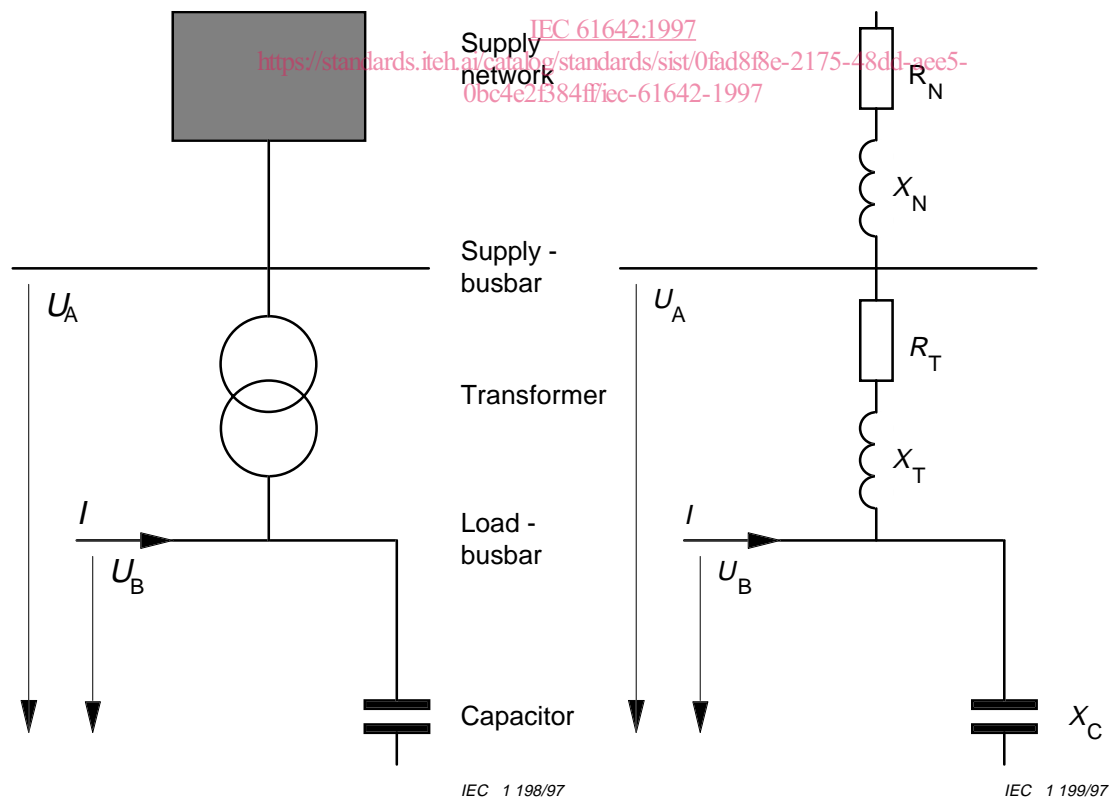 IEC 61642:1997
https://standards.iteh.ai/catalog/standards/sist/0fad8f8e-2175-48dd-aee5-
0bc4e2f384ff/iec-61642-1997
Supply
network
R_N
X_N
Supply -
busbar
U_A
U_A
R_T
Transformer
X_T
I
Load -
busbar
I
U_B
U_B
Capacitor
X_C
IEC 1 198/97
IEC 1 199/97